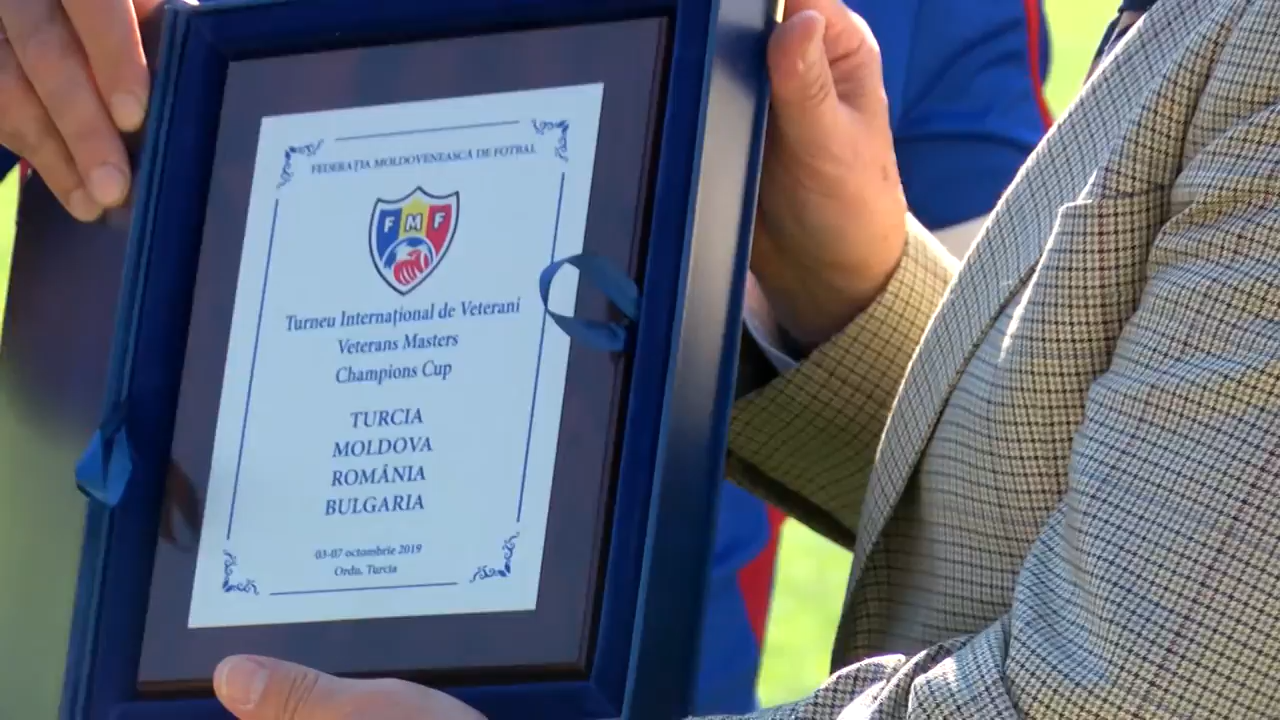 FEDERAȚIA MOLDOVENEASCĂ DE FOTBAL
FMF
Turneu Internațional de Veterani
Veterans Masters
Champions Cup
TURCIA
MOLDOVA
ROMÂNIA
BULGARIA
03-07 octombrie 2019
Ordu, Turcia